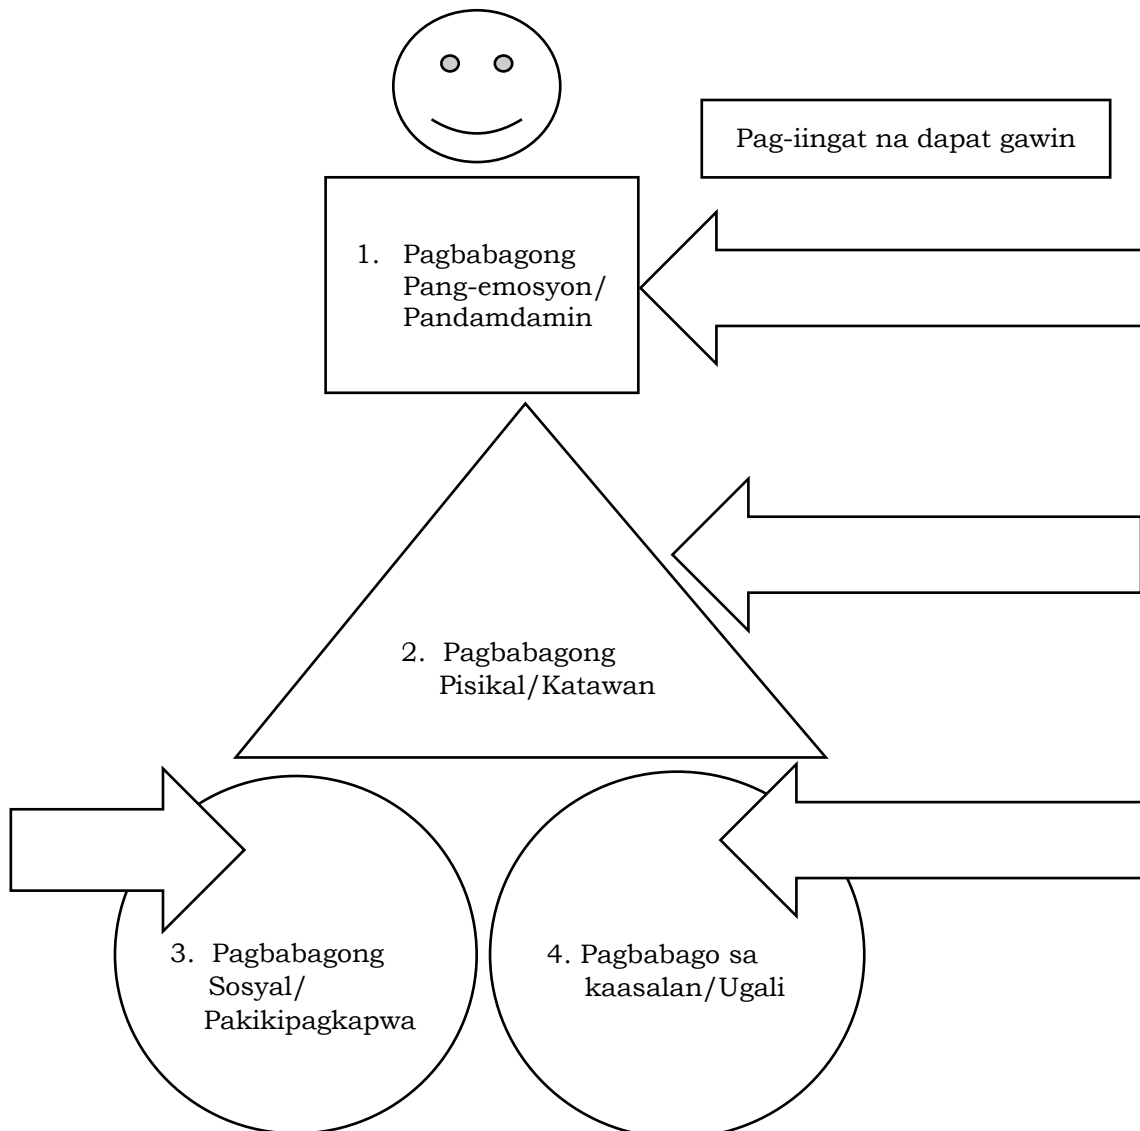 Pag-iingat na dapat gawin
1. Pagbabagong
Pang-emosyon/
Pandamdamin
2. Pagbabagong
Pisikal/Katawan
3. Pagbabagong
Sosyal/
Pakikipagkapwa
4. Pagbabago sa
kaasalan/Ugali